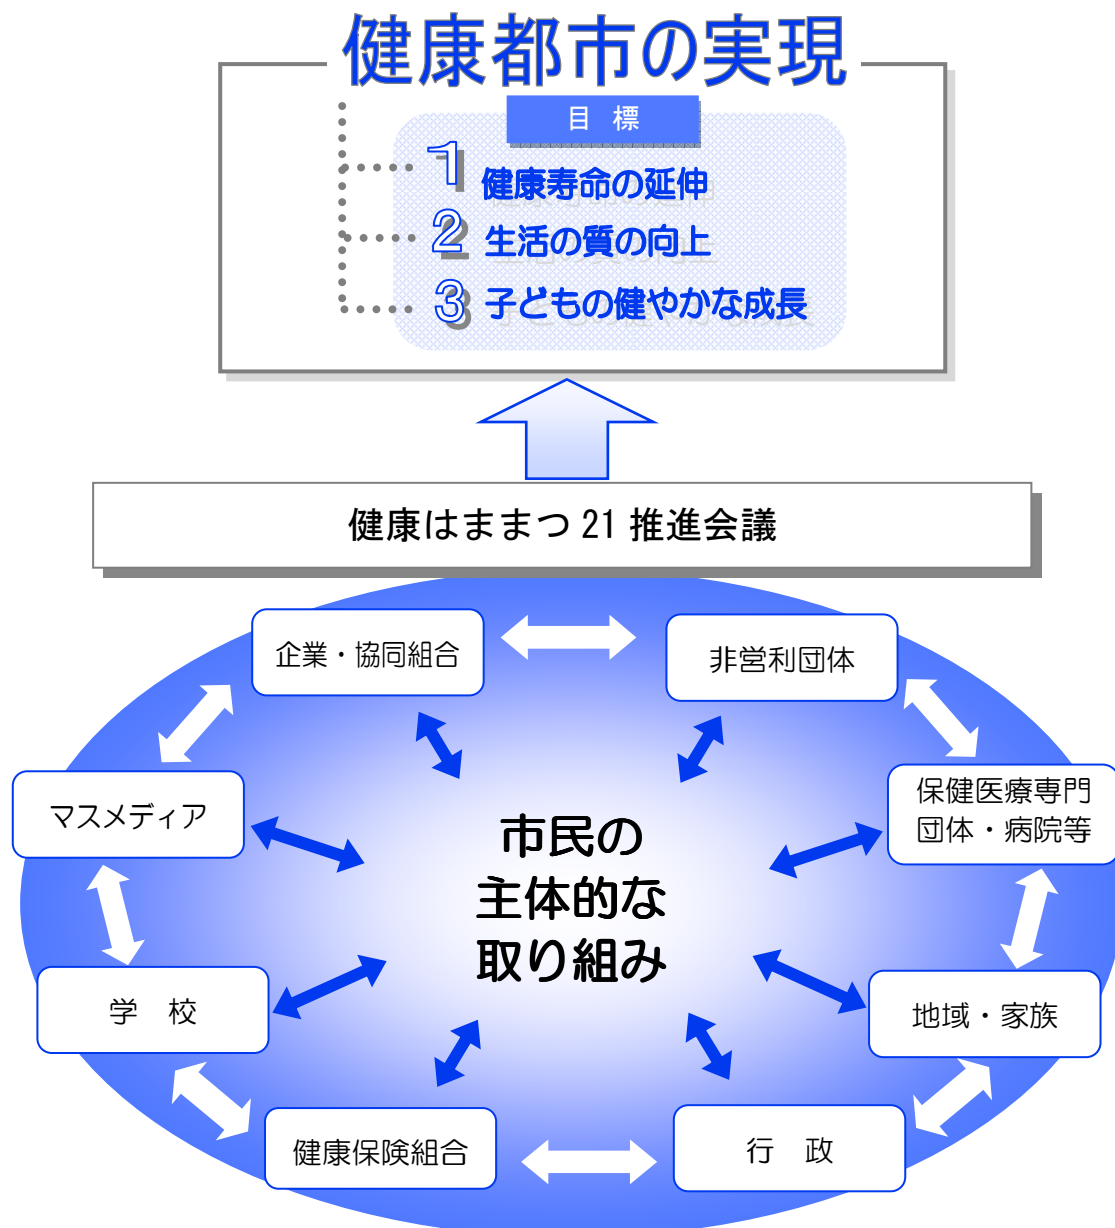 健康都市の実現
目 標
1 健康寿命の延伸
2 生活の質の向上
3 子どもの健やかな成長
健康はままつ 21 推進会議
企業・協同組合
非営利団体
マスメディア
保健医療専門
団体・病院等
市民の
主体的な
取り組み
学 校
地域・家族
健康保険組合
行 政